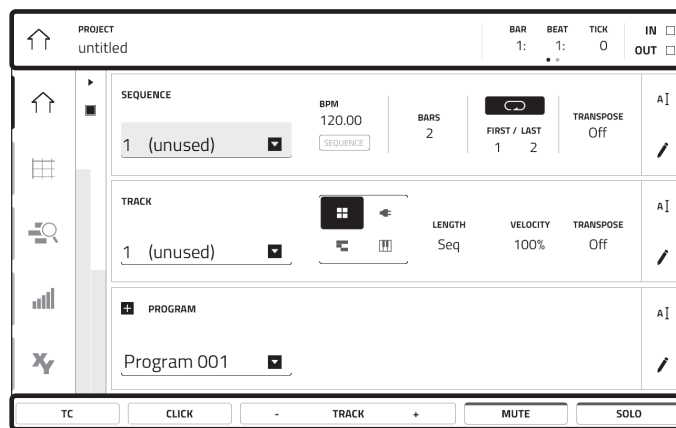 PROJECT
untitled
BAR BEAT TICK
1: 1: 0
IN
OUT
SEQUENCE
1 (unused)
BPM
120.00
SEQUENCE
BARS
2
FIRST / LAST
1 2
TRANSPOSE
Off
A
TRACK
1 (unused)
LENGTH
Seq
VELOCITY
100%
TRANSPOSE
Off
A
PROGRAM
Program 001
A
XY
TC CLICK - TRACK + MUTE SOLO